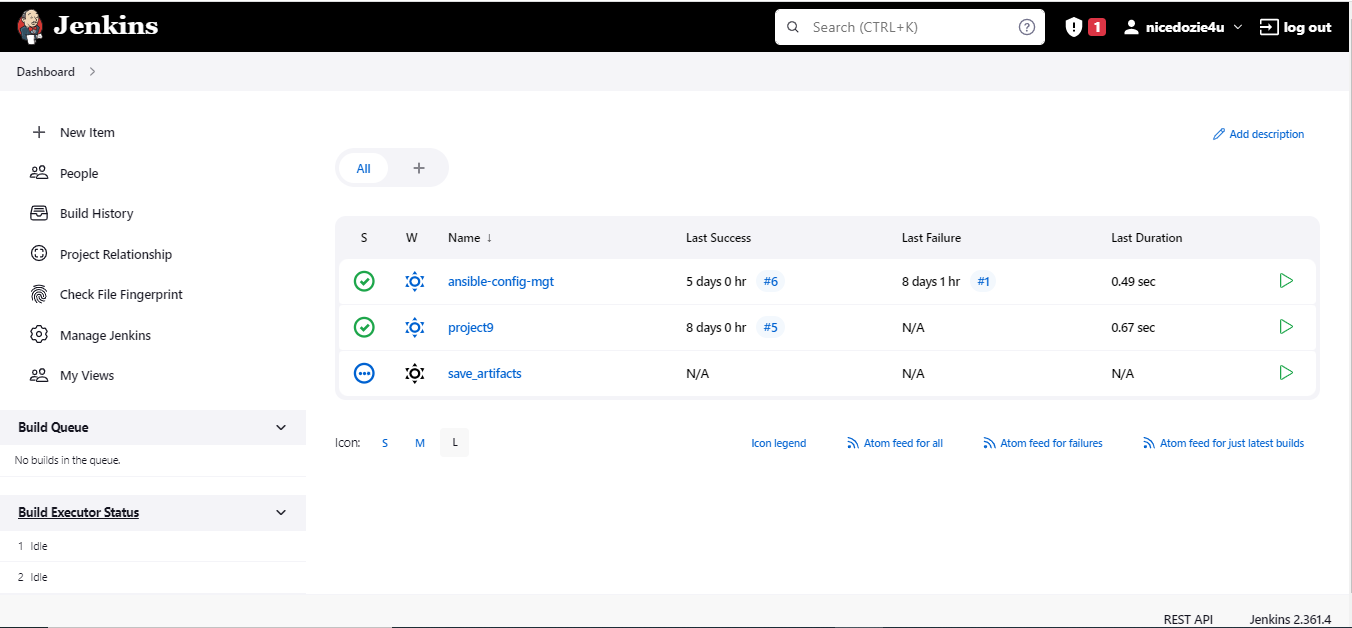 Jenkins
Search (CTRL+K)
1
nicedozie4u
log out
Dashboard
New Item
People
Build History
Project Relationship
Check File Fingerprint
Manage Jenkins
My Views
Build Queue
No builds in the queue.
Build Executor Status
1 Idle
2 Idle
Add description
All +
S W Name ↓ Last Success Last Failure Last Duration
ansible-config-mgt 5 days 0 hr #6 8 days 1 hr #1 0.49 sec
project9 8 days 0 hr #5 N/A 0.67 sec
save_artifacts N/A N/A N/A
Icon: S M L
Icon legend Atom feed for all Atom feed for failures Atom feed for just latest builds
REST API Jenkins 2.361.4